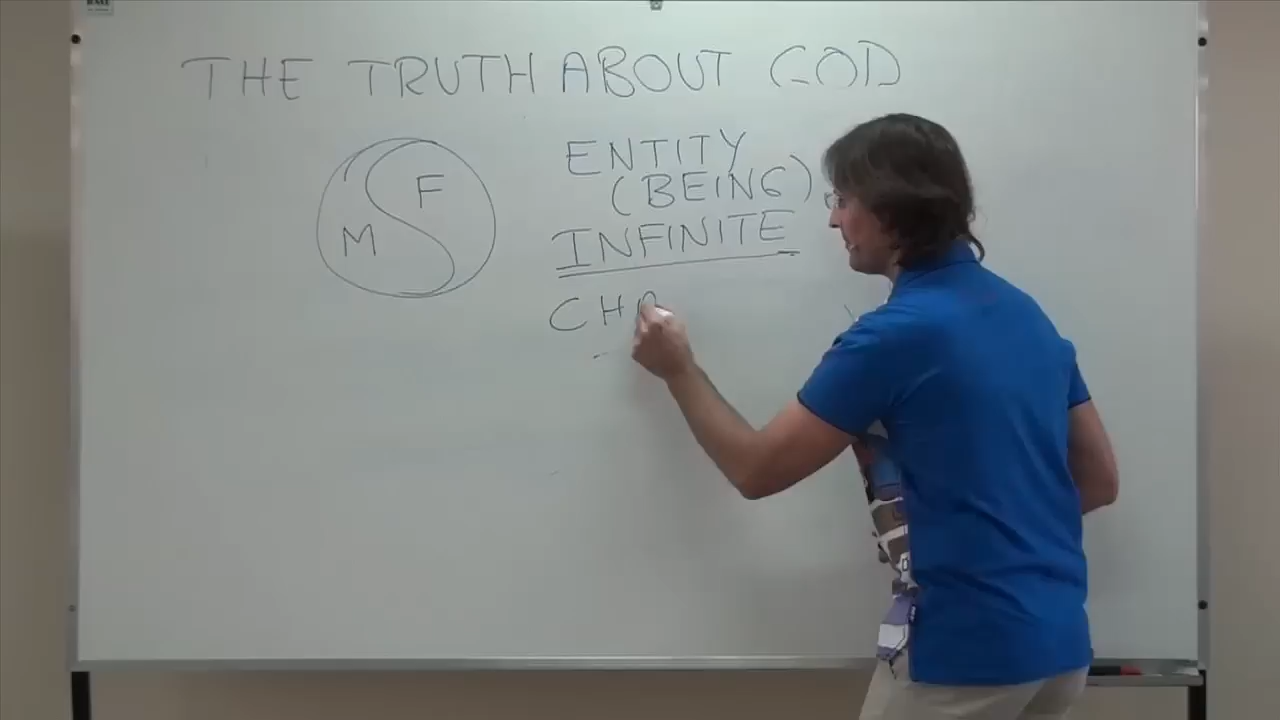 THE TRUTH ABOUT GOD
F
M
ENTITY
(BEING)
INFINITE
CHA